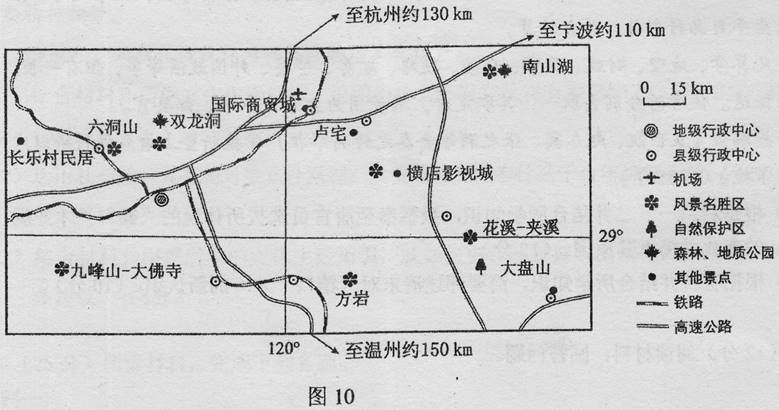 至杭州约130 km
至宁波约110 km
南山湖
国际商贸城
六洞山
双龙洞
卢宅
长乐村民居
横店影视城
花溪-夹溪
29°
九峰山-大佛寺
方岩
大盘山
120°
至温州约150 km
0 15 km
地级行政中心
县级行政中心
机场
风景名胜区
自然保护区
森林、地质公园
其他景点
铁路
高速公路
图 10